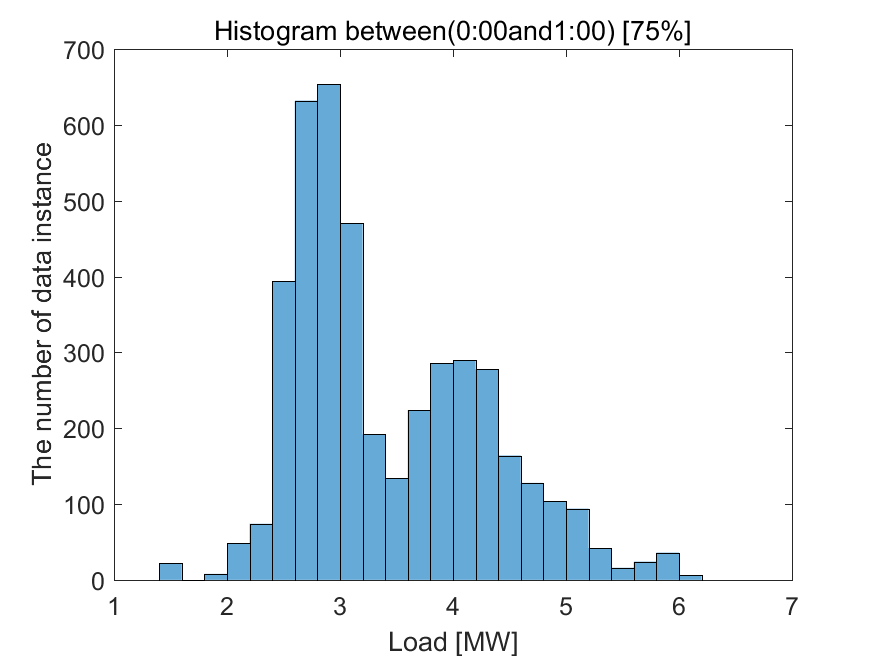 Histogram between(0:00and1:00) [75%]
700
600
500
400
300
200
100
0
The number of data instance
1 2 3 4 5 6 7
Load [MW]